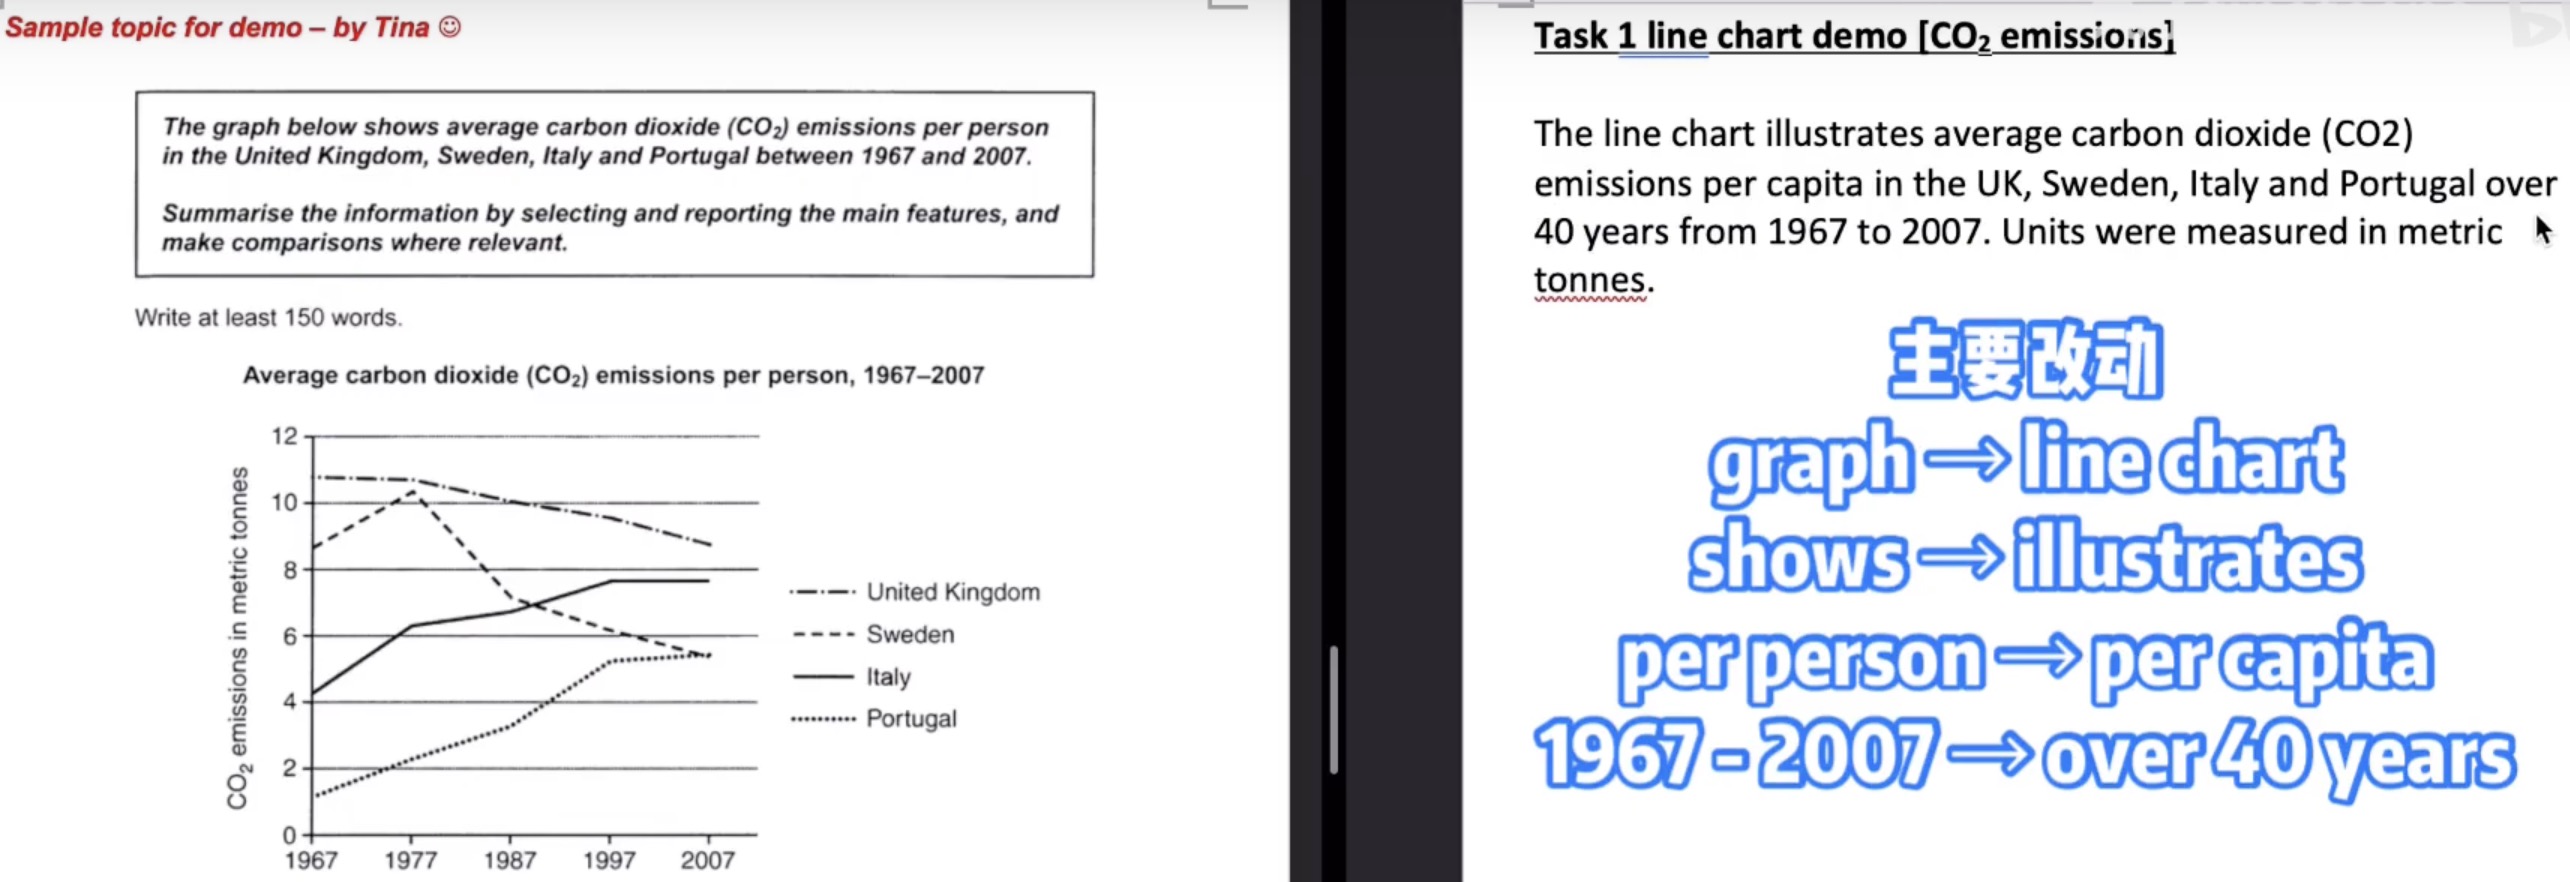 Sample topic for demo – by Tina ☺
The graph below shows average carbon dioxide (CO₂) emissions per person
in the United Kingdom, Sweden, Italy and Portugal between 1967 and 2007.
Summarise the information by selecting and reporting the main features, and
make comparisons where relevant.
Write at least 150 words.
Average carbon dioxide (CO₂) emissions per person, 1967–2007
CO₂ emissions in metric tonnes
12
10
8
6
4
2
0
1967 1977 1987 1997 2007
United Kingdom
Sweden
Italy
Portugal
Task 1 line chart demo [CO₂ emissions]
The line chart illustrates average carbon dioxide (CO2)
emissions per capita in the UK, Sweden, Italy and Portugal over
40 years from 1967 to 2007. Units were measured in metric
tonnes.
主要改动
graph→line chart
shows→illustrates
per person→per capita
1967-2007→over 40 years